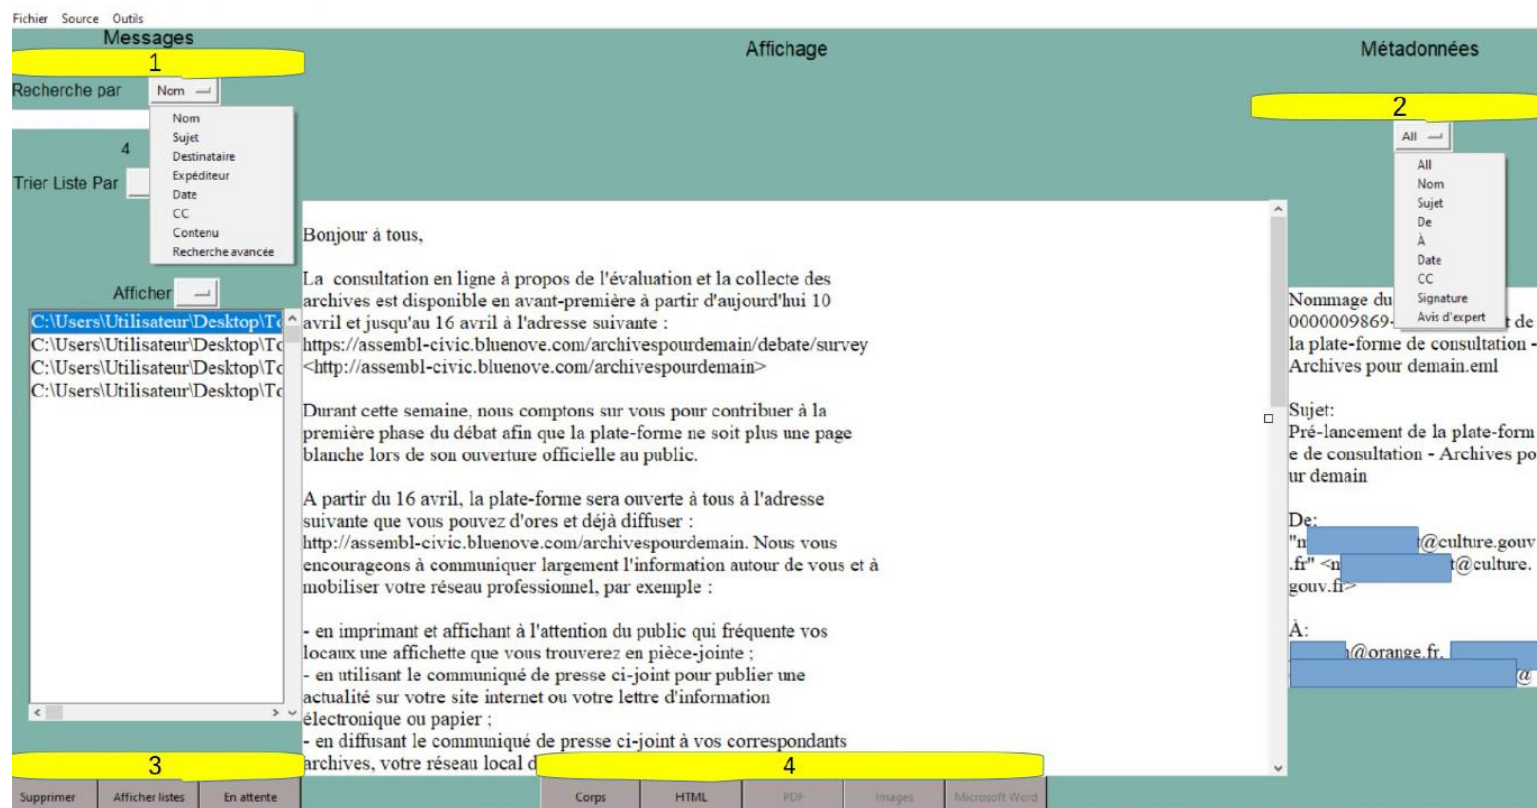 Fichier Source Outils
Messages
1
Recherche par Nom
Nom
Sujet
Destinataire
Expéditeur
Date
CC
Contenu
Recherche avancée
4
Trier Liste Par
Afficher
C:\Users\Utilisateur\Desktop\To
C:\Users\Utilisateur\Desktop\To
C:\Users\Utilisateur\Desktop\To
C:\Users\Utilisateur\Desktop\To
3
Supprimer Afficher listes En attente
Affichage
Bonjour à tous,
La consultation en ligne à propos de l'évaluation et la collecte des
archives est disponible en avant-première à partir d'aujourd'hui 10
avril et jusqu'au 16 avril à l'adresse suivante :
https://assembl-civic.bluenove.com/archivespourdemain/debate/survey
<http://assembl-civic.bluenove.com/archivespourdemain>
Durant cette semaine, nous comptons sur vous pour contribuer à la
première phase du débat afin que la plate-forme ne soit plus une page
blanche lors de son ouverture officielle au public.
A partir du 16 avril, la plate-forme sera ouverte à tous à l'adresse
suivante que vous pouvez d'ores et déjà diffuser :
http://assembl-civic.bluenove.com/archivespourdemain. Nous vous
encourageons à communiquer largement l'information autour de vous et à
mobiliser votre réseau professionnel, par exemple :
- en imprimant et affichant à l'attention du public qui fréquente vos
locaux une affichette que vous trouverez en pièce-jointe ;
- en utilisant le communiqué de presse ci-joint pour publier une
actualité sur votre site internet ou votre lettre d'information
électronique ou papier ;
- en diffusant le communiqué de presse ci-joint à vos correspondants
archives, votre réseau local d
4
Corps HTML PDF Images Microsoft Word
Métadonnées
2
All
All
Nom
Sujet
De
À
Date
CC
Signature
Avis d'expert
Nommage du
0000009869- t de
la plate-forme de consultation -
Archives pour demain.eml
Sujet:
Pré-lancement de la plate-form
e de consultation - Archives po
ur demain
De:
"m @culture.gouv
.fr" <m t@culture.
gouv.fr>
À:
@orange.fr,
@